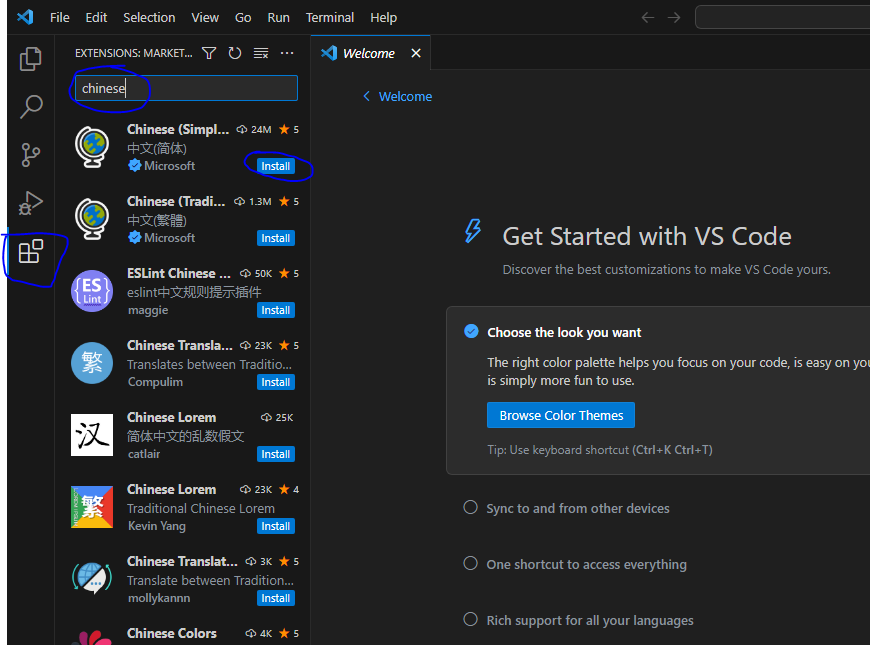 File Edit Selection View Go Run Terminal Help
EXTENSIONS: MARKET...
Welcome
chinese
Welcome
Chinese (Simpl... 24M ★ 5
中文(简体)
Microsoft
Install
Chinese (Tradi... 1.3M ★ 5
中文(繁體)
Microsoft
Install
{ES}
Lint
ESLint Chinese ... 50K ★ 5
eslint中文规则提示插件
maggie
Install
繁
Chinese Transla... 23K ★ 5
Translates between Traditio...
Compulim
Install
汉
Chinese Lorem 25K
简体中文的乱数假文
catlair
Install
繁
Chinese Lorem 23K ★ 4
Traditional Chinese Lorem
Kevin Yang
Install
Chinese Translat... 3K ★ 5
Translate between Tradition...
mollykannn
Install
Chinese Colors 4K ★ 5
Get Started with VS Code
Discover the best customizations to make VS Code yours.
Choose the look you want
The right color palette helps you focus on your code, is easy on you
is simply more fun to use.
Browse Color Themes
Tip: Use keyboard shortcut (Ctrl+K Ctrl+T)
Sync to and from other devices
One shortcut to access everything
Rich support for all your languages